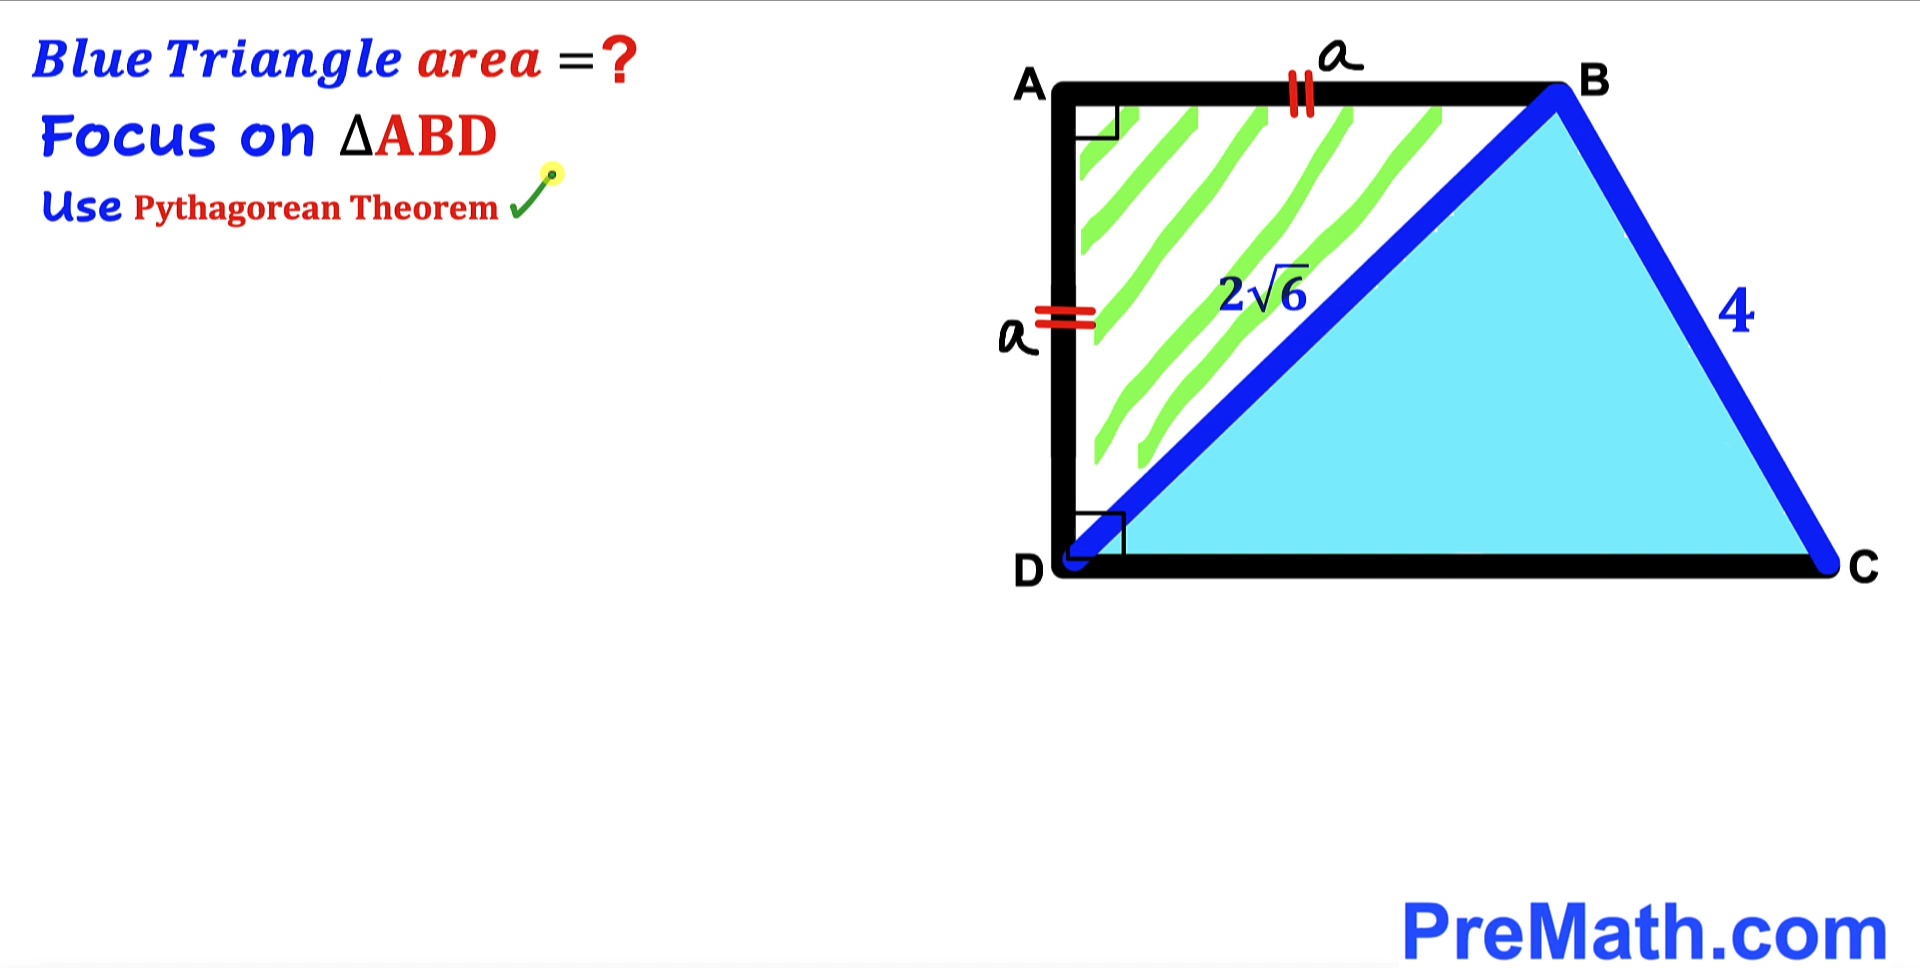 Blue Triangle area =?
Focus on ΔABD
Use Pythagorean Theorem ✓
a
A
B
2√6
4
a
D
C
PreMath.com